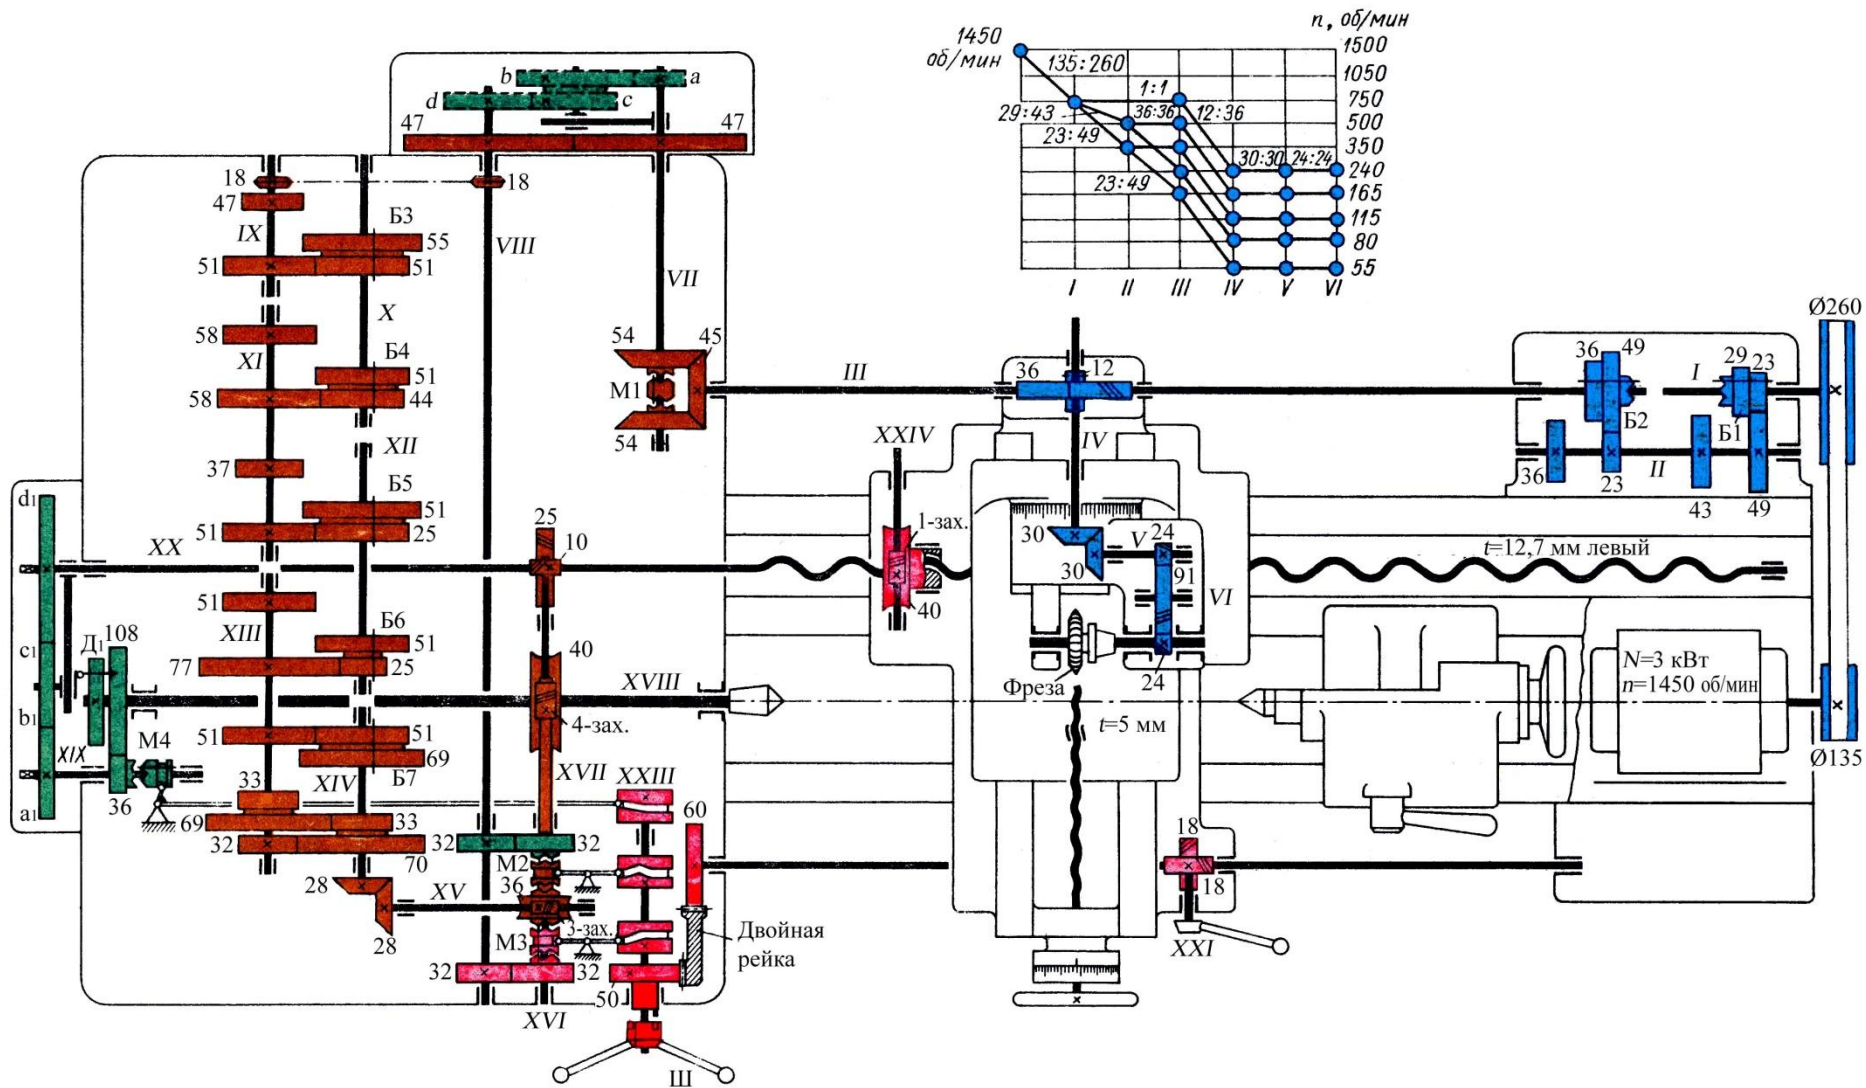 1450
об/мин
n, об/мин
1500
1050
750
500
350
240
165
115
80
55
135:260
1:1
29:43
36:36
12:36
23:49
30:30
24:24
23:49
I
II
III
IV
V
VI
b
a
d
c
47
47
18
18
47
Б3
IX
55
VIII
51
51
VII
X
58
54
45
XI
Б4
51
М1
58
44
54
XII
37
Б5
51
51
25
III
36
12
XXIV
IV
1-зах.
40
30
V
24
30
91
VI
24
Фреза
t=5 мм
t=12,7 мм левый
Ø260
36
49
29
23
I
Б2
Б1
36
II
23
43
49
d1
XX
25
10
51
XIII
Б6
51
c1
Д1
108
77
25
40
XVIII
b1
4-зах.
51
51
XIX
М4
69
XIV
Б7
XVII
XXIII
33
a1
36
69
33
60
32
70
32
32
М2
28
XV
36
28
3-зах.
М3
Двойная
рейка
32
32
50
XVI
Ш
18
18
XXI
N=3 кВт
n=1450 об/мин
Ø135